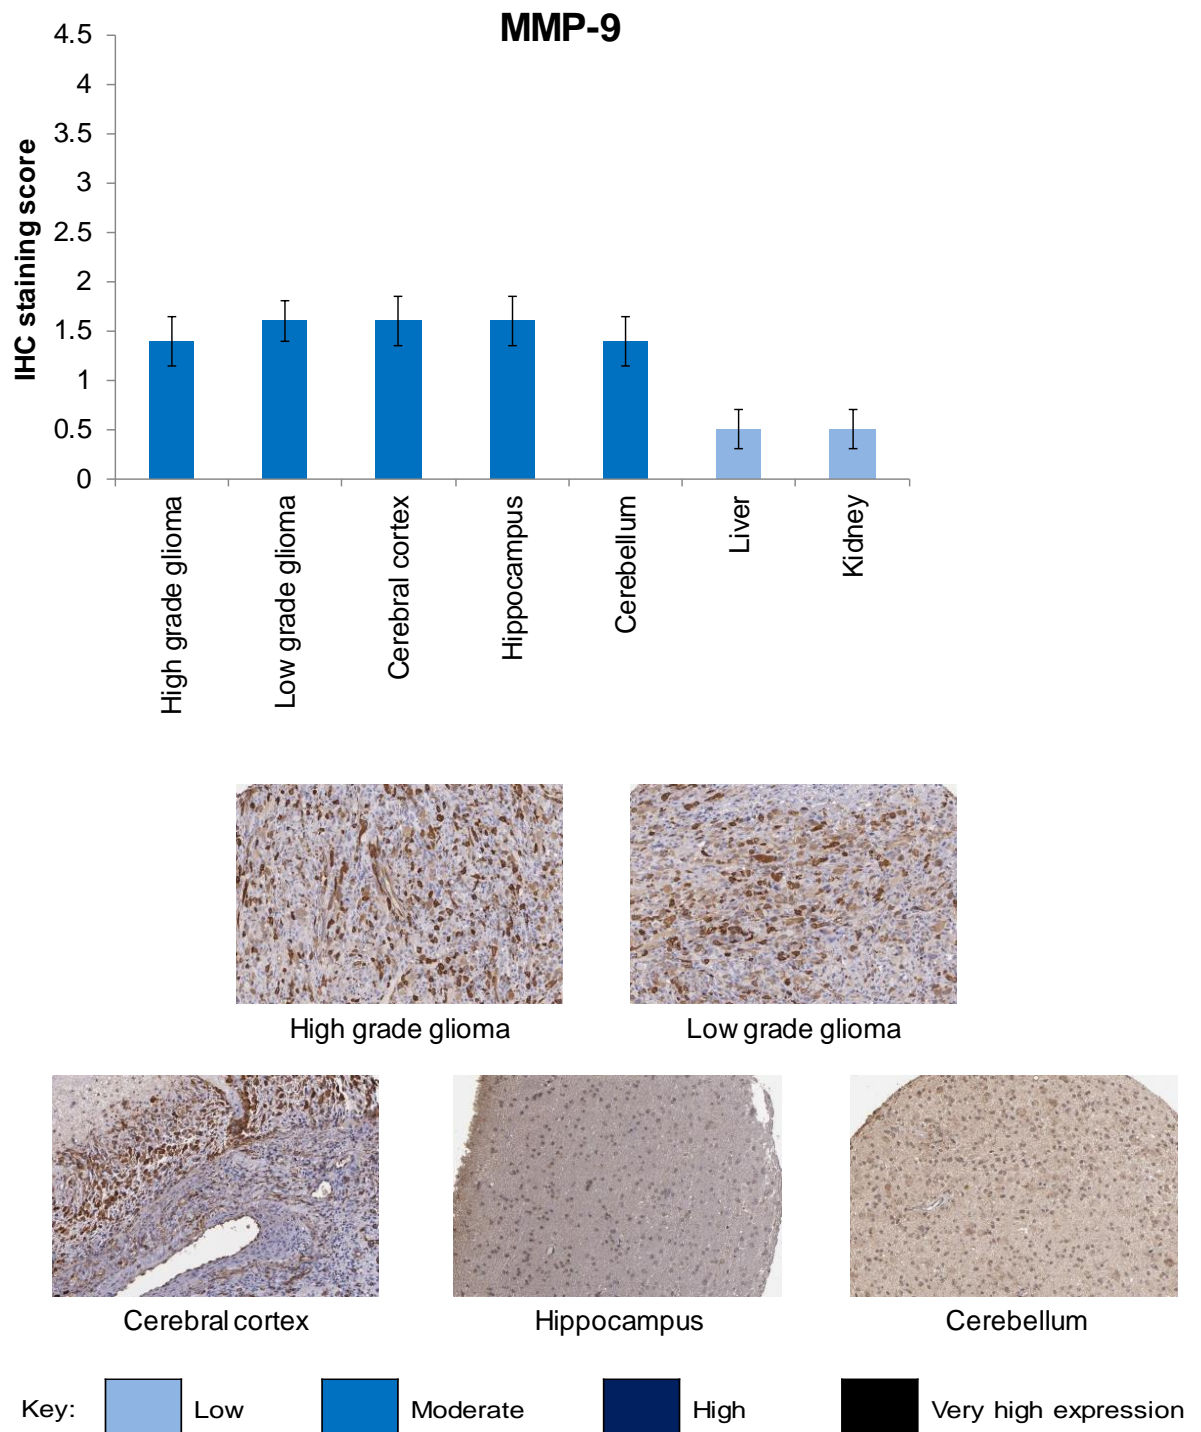 MMP-9
IHC staining score
4.5
4
3.5
3
2.5
2
1.5
1
0.5
0
High grade glioma
Low grade glioma
Cerebral cortex
Hippocampus
Cerebellum
Liver
Kidney
High grade glioma
Low grade glioma
Cerebral cortex
Hippocampus
Cerebellum
Key: Low Moderate High Very high expression